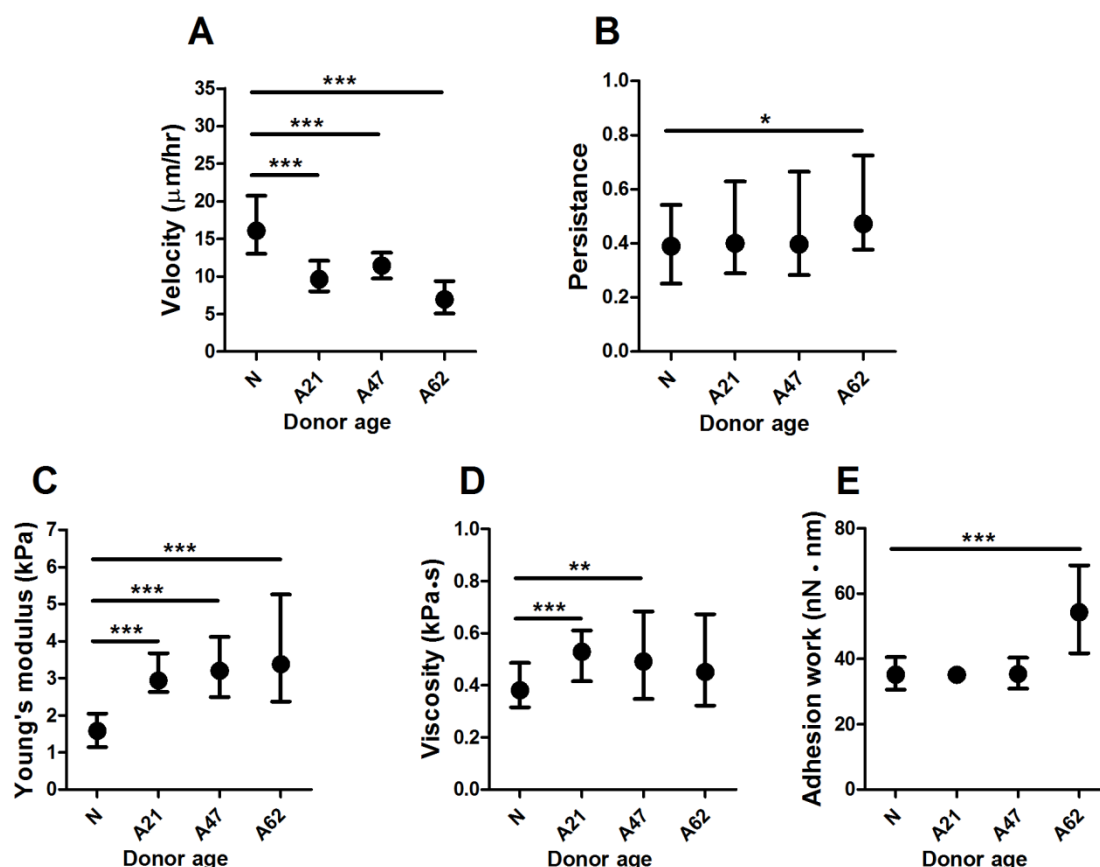 A
Velocity (μm/hr)
35
30
25
20
15
10
5
0
***
***
***
N
A21
A47
A62
Donor age
B
Persistance
1.0
0.8
0.6
0.4
0.2
0.0
*
N
A21
A47
A62
Donor age
C
Young's modulus (kPa)
7
6
5
4
3
2
1
0
***
***
***
N
A21
A47
A62
Donor age
D
Viscosity (kPa•s)
1.0
0.8
0.6
0.4
0.2
0.0
**
***
N
A21
A47
A62
Donor age
E
Adhesion work (nN • nm)
80
60
40
20
0
***
N
A21
A47
A62
Donor age